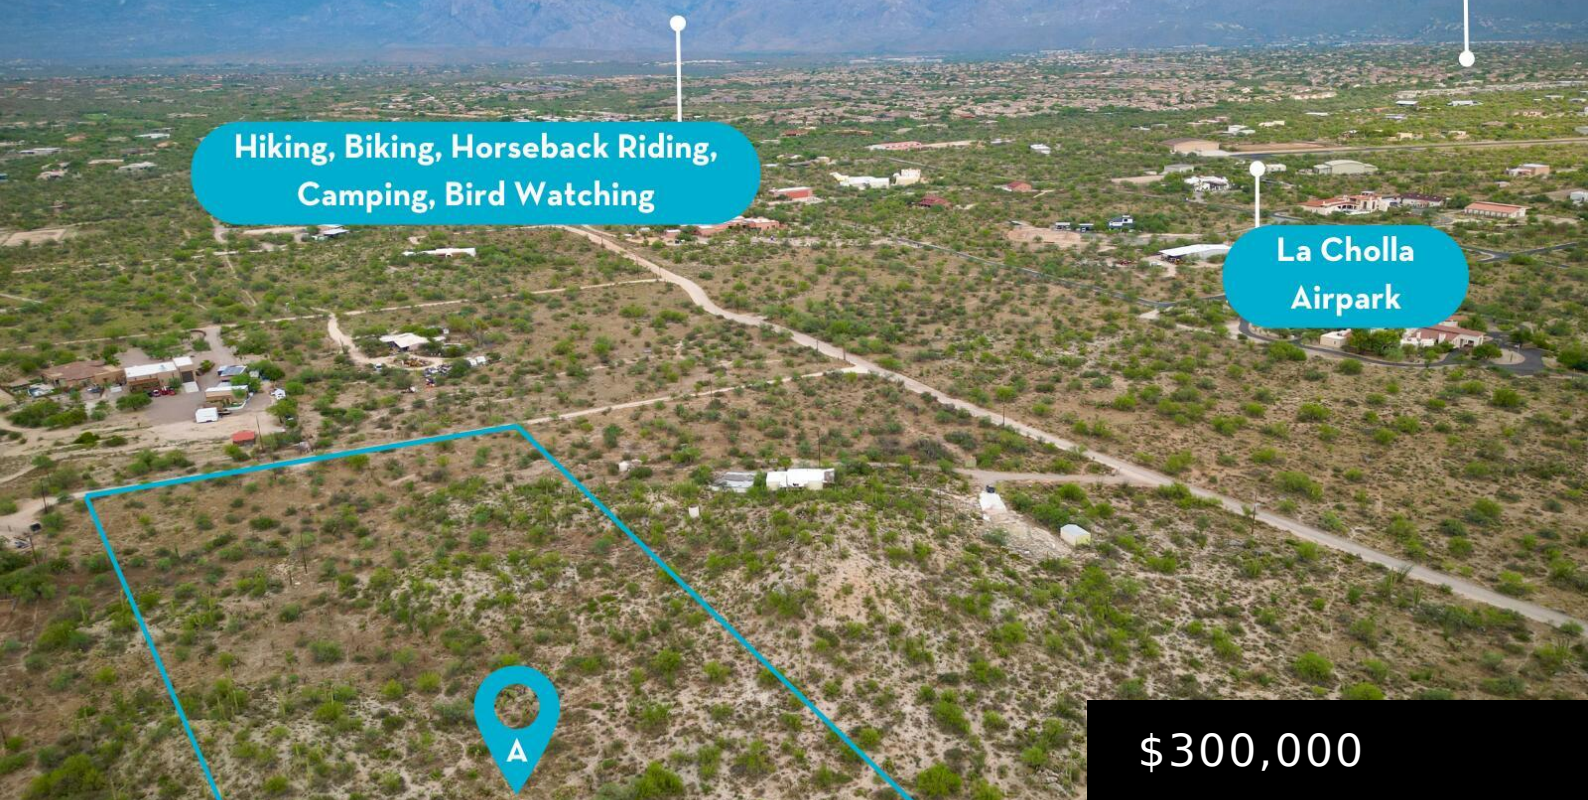 Hiking, Biking, Horseback Riding,
Camping, Bird Watching
La Cholla
Airpark
A
$300,000